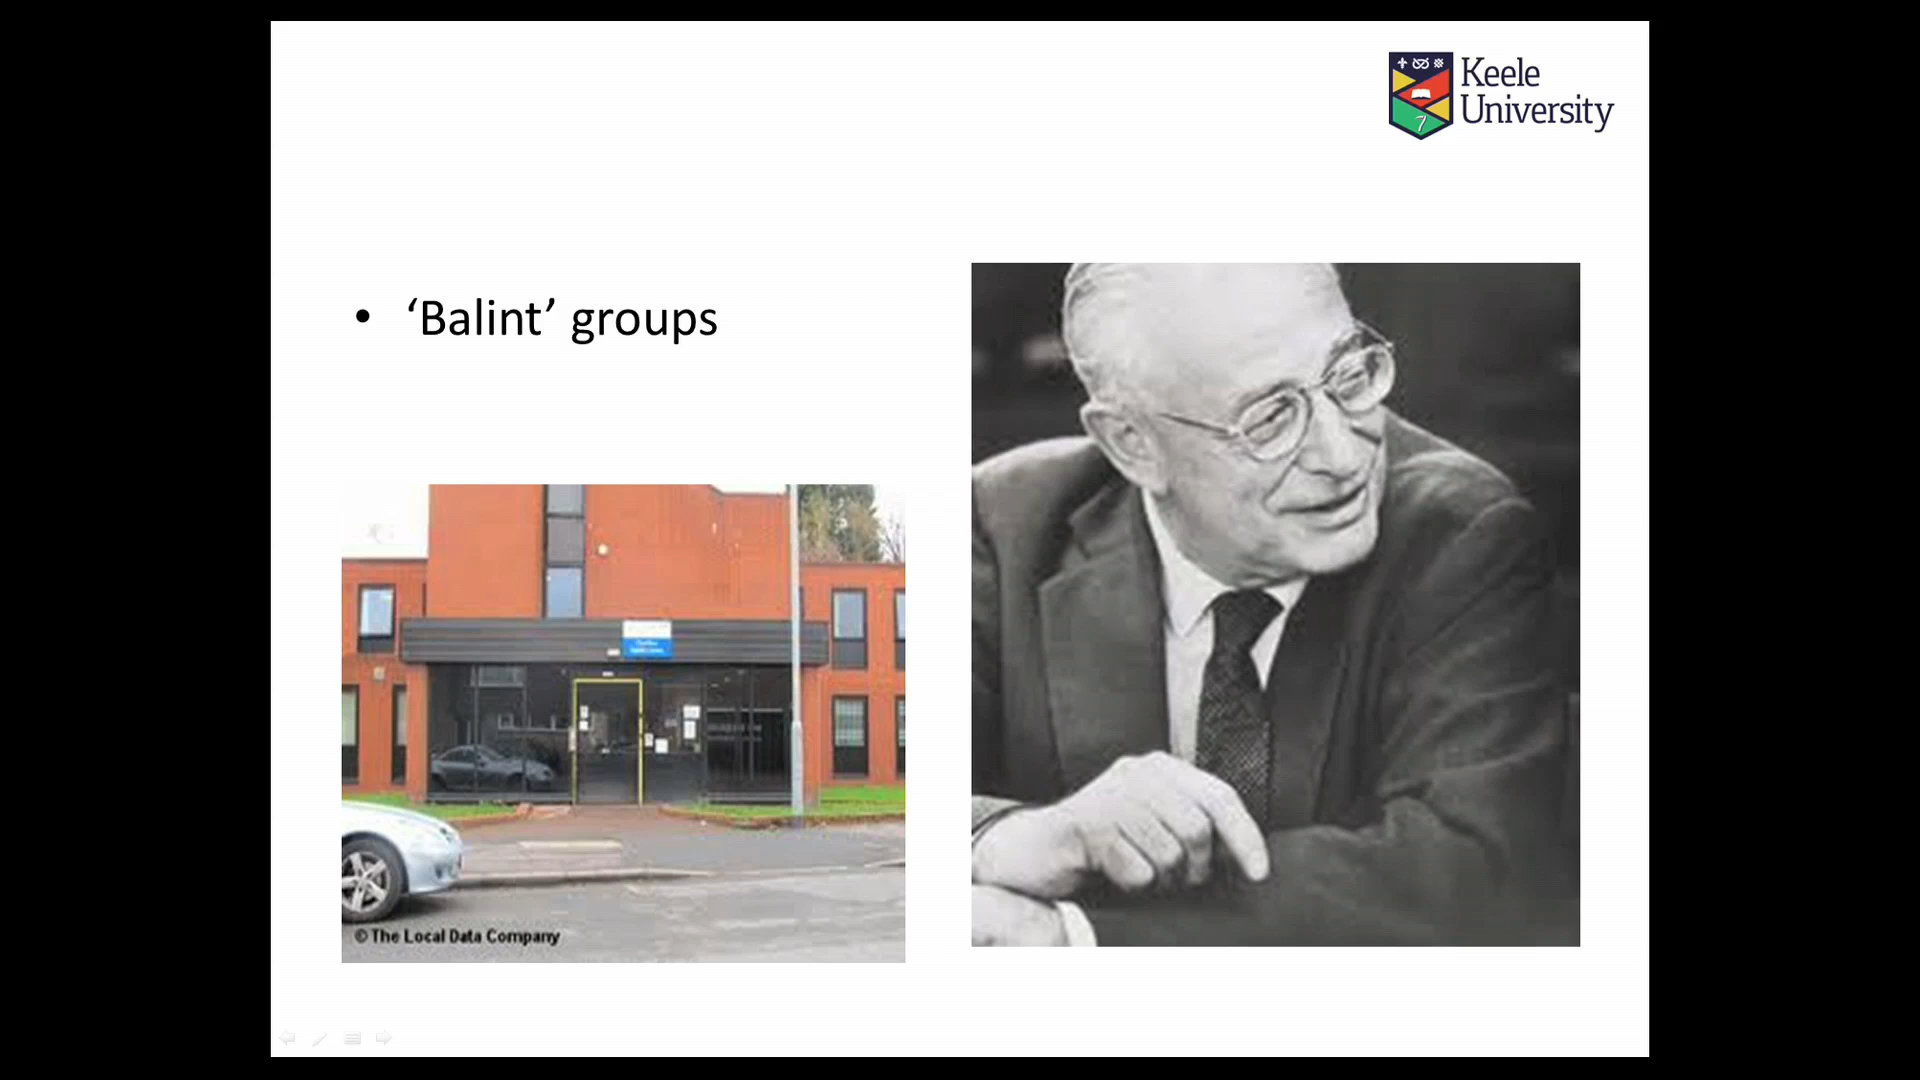 Keele
University
• ‘Balint’ groups
© The Local Data Company